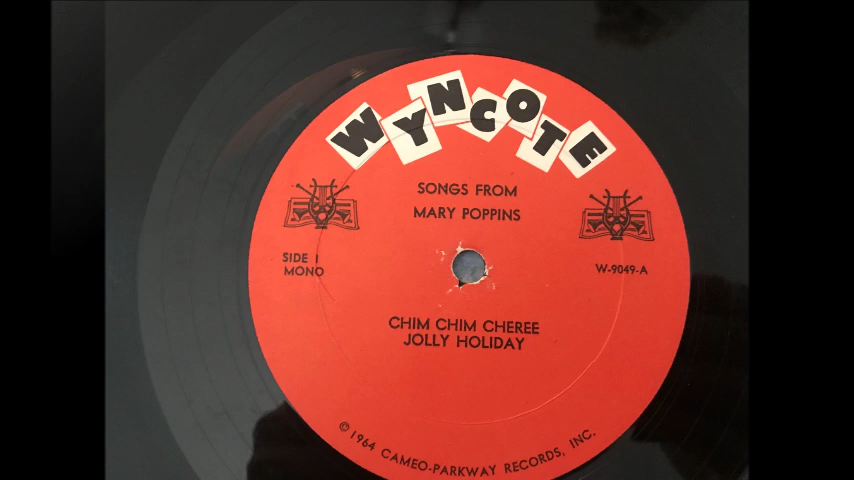 WYNCOTE
SONGS FROM
MARY POPPINS
SIDE 1
MONO
W-9049-A
CHIM CHIM CHEREE
JOLLY HOLIDAY
© 1964 CAMEO-PARKWAY RECORDS, INC.